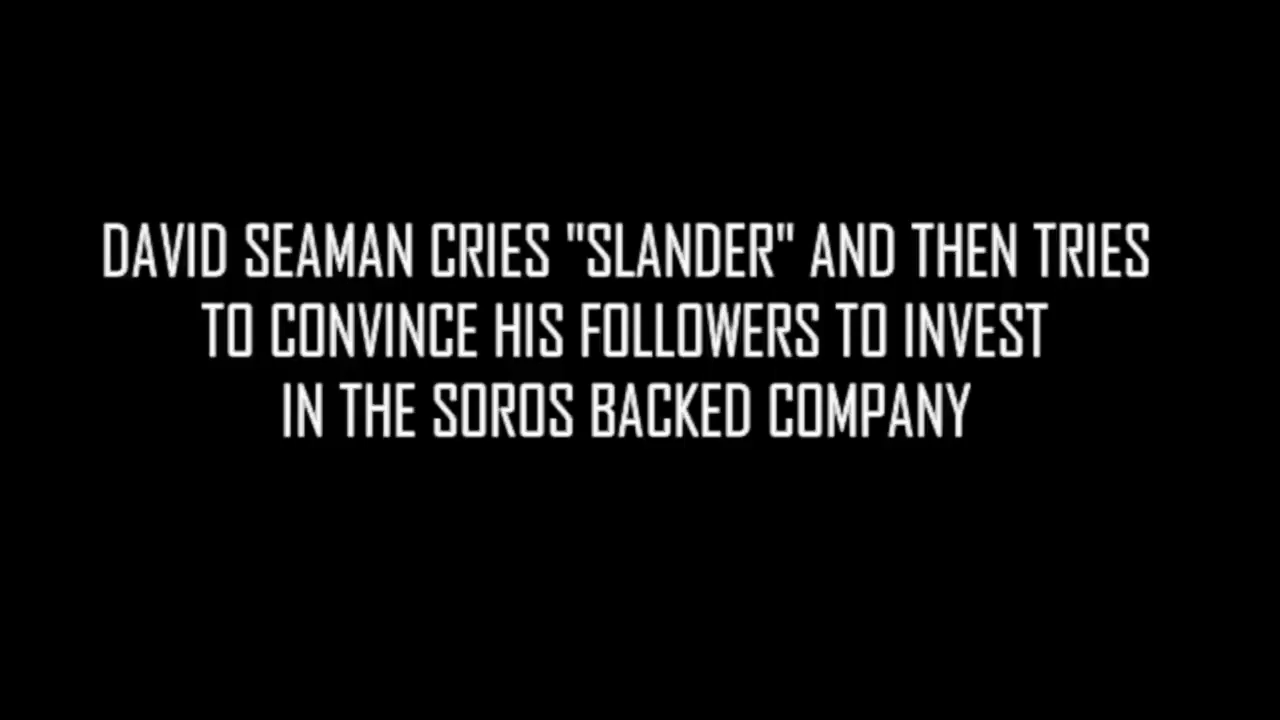 DAVID SEAMAN CRIES "SLANDER" AND THEN TRIES
TO CONVINCE HIS FOLLOWERS TO INVEST
IN THE SOROS BACKED COMPANY